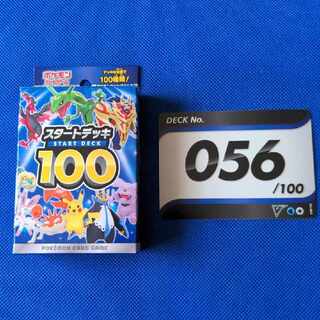 ポケモン
カードゲーム
100種類!
スタートデッキ
START DECK
100
POKÉMON CARD GAME
DECK No.
056
/100